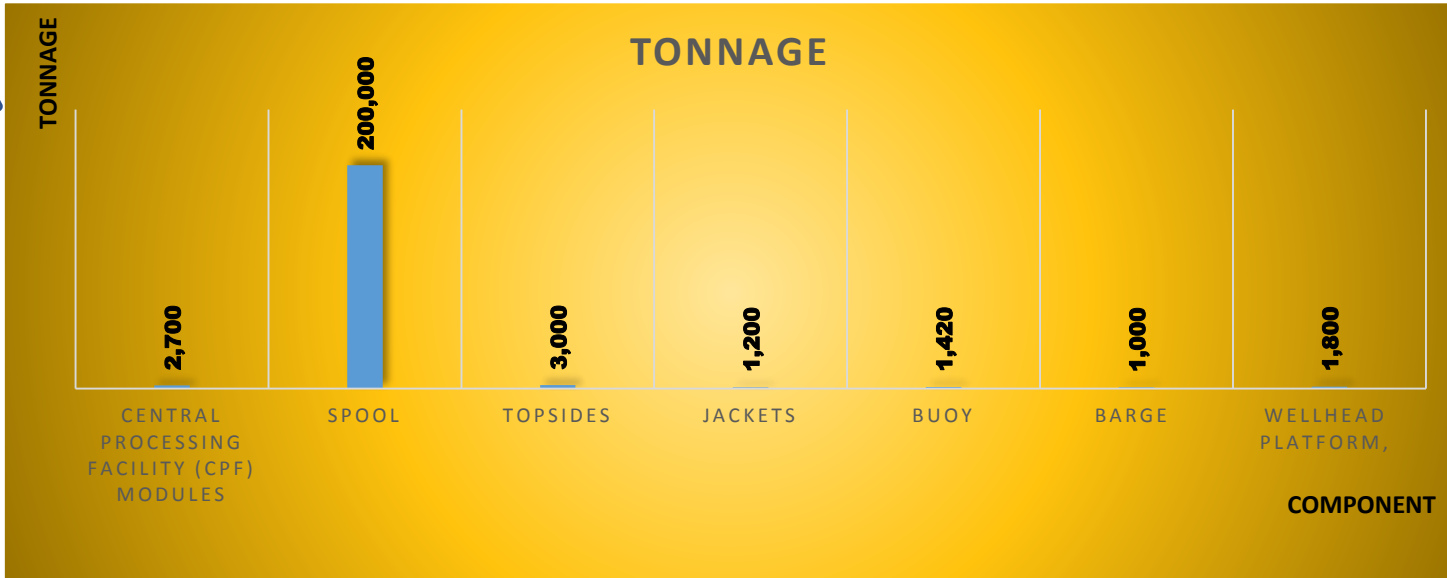 TONNAGE
TONNAGE
2,700
200,000
3,000
1,200
1,420
1,000
1,800
CENTRAL
PROCESSING
FACILITY (CPF)
MODULES
SPOOL
TOPSIDES
JACKETS
BUOY
BARGE
WELLHEAD
PLATFORM,
COMPONENT